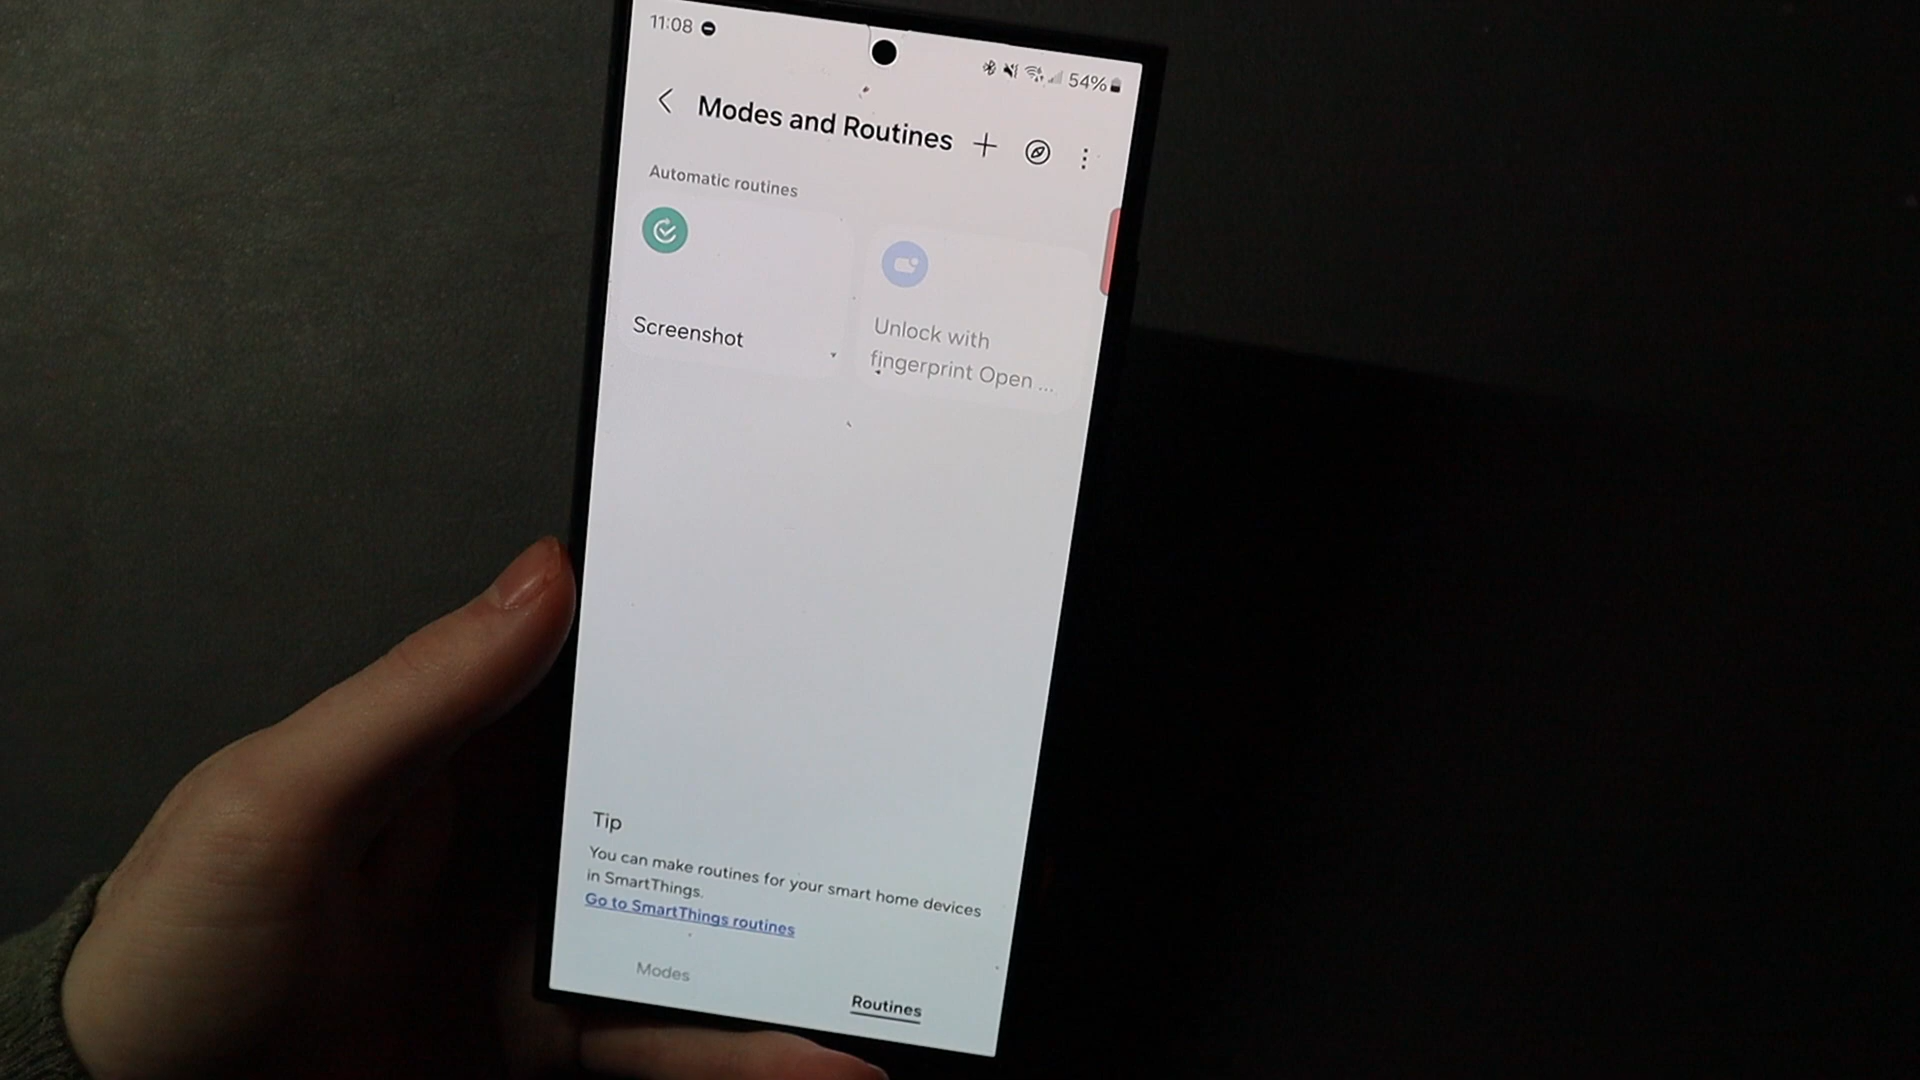 11:08
54%
Modes and Routines
Automatic routines
Screenshot
Unlock with
fingerprint Open ...
Tip
You can make routines for your smart home devices
in SmartThings.
Go to SmartThings routines
Modes
Routines